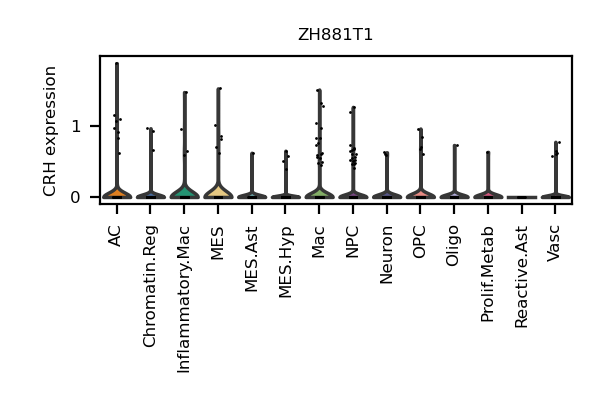 ZH881T1
CRH expression
1
0
AC
Chromatin.Reg
Inflammatory.Mac
MES
MES.Ast
MES.Hyp
Mac
NPC
Neuron
OPC
Oligo
Prolif.Metab
Reactive.Ast
Vasc